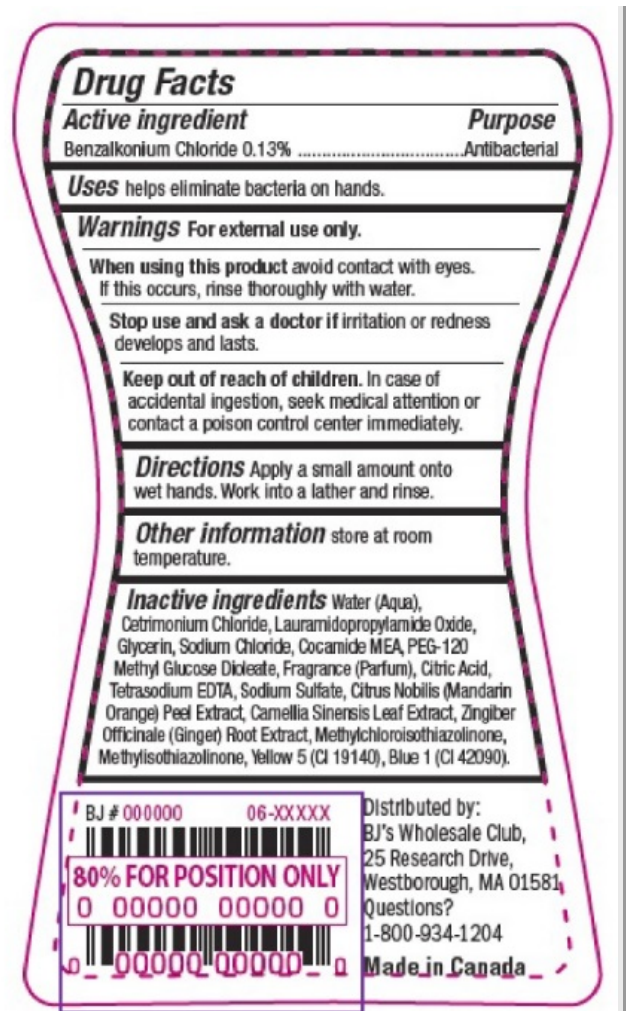 Drug Facts
Active ingredient Purpose
Benzalkonium Chloride 0.13% ..................................Antibacterial
Uses helps eliminate bacteria on hands.
Warnings For external use only.
When using this product avoid contact with eyes.
If this occurs, rinse thoroughly with water.
Stop use and ask a doctor if irritation or redness
develops and lasts.
Keep out of reach of children. In case of
accidental ingestion, seek medical attention or
contact a poison control center immediately.
Directions Apply a small amount onto
wet hands. Work into a lather and rinse.
Other information store at room
temperature.
Inactive ingredients Water (Aqua),
Cetrimonium Chloride, Lauramidopropylamide Oxide,
Glycerin, Sodium Chloride, Cocamide MEA, PEG-120
Methyl Glucose Dioleate, Fragrance (Parfum), Citric Acid,
Tetrasodium EDTA, Sodium Sulfate, Citrus Nobilis (Mandarin
Orange) Peel Extract, Camellia Sinensis Leaf Extract, Zingiber
Officinale (Ginger) Root Extract, Methylchloroisothiazolinone,
Methylisothiazolinone, Yellow 5 (CI 19140), Blue 1 (CI 42090).
BJ # 000000 06-XXXXX
80% FOR POSITION ONLY
0 00000 00000 0
0 00000 00000 0
Distributed by:
BJ's Wholesale Club,
25 Research Drive,
Westborough, MA 01581
Questions?
1-800-934-1204
Made in Canada